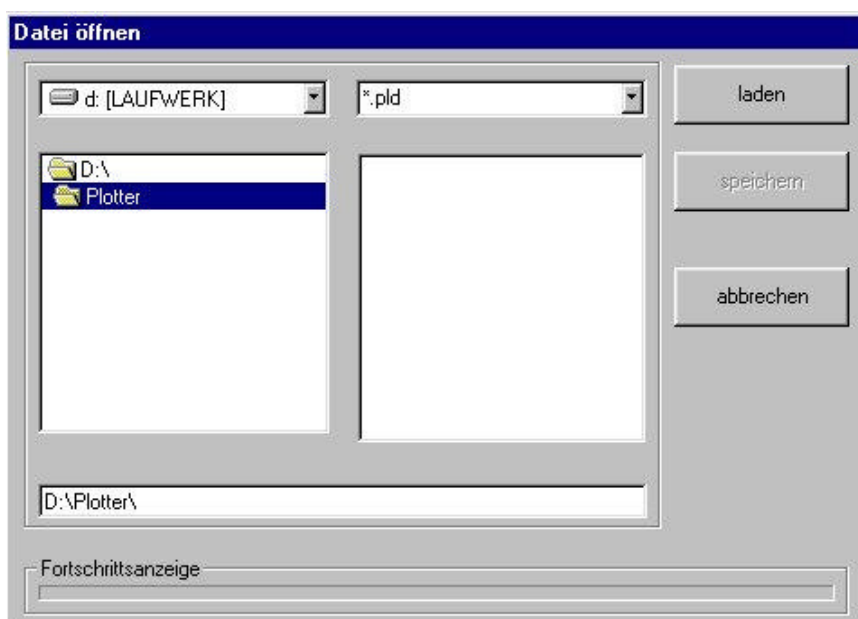 Datei öffnen
d: [LAUFWERK]
*.pld
laden
D:\
Plotter
speichern
abbrechen
D:\Plotter\
Fortschrittsanzeige